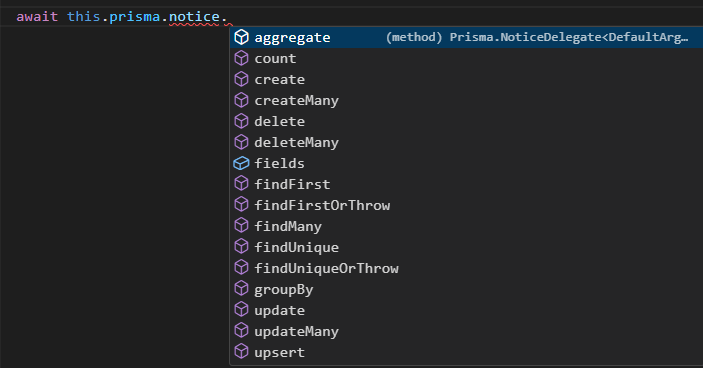 await this.prisma.notice.
aggregate (method) Prisma.NoticeDelegate<DefaultArg…
count
create
createMany
delete
deleteMany
fields
findFirst
findFirstOrThrow
findMany
findUnique
findUniqueOrThrow
groupBy
update
updateMany
upsert